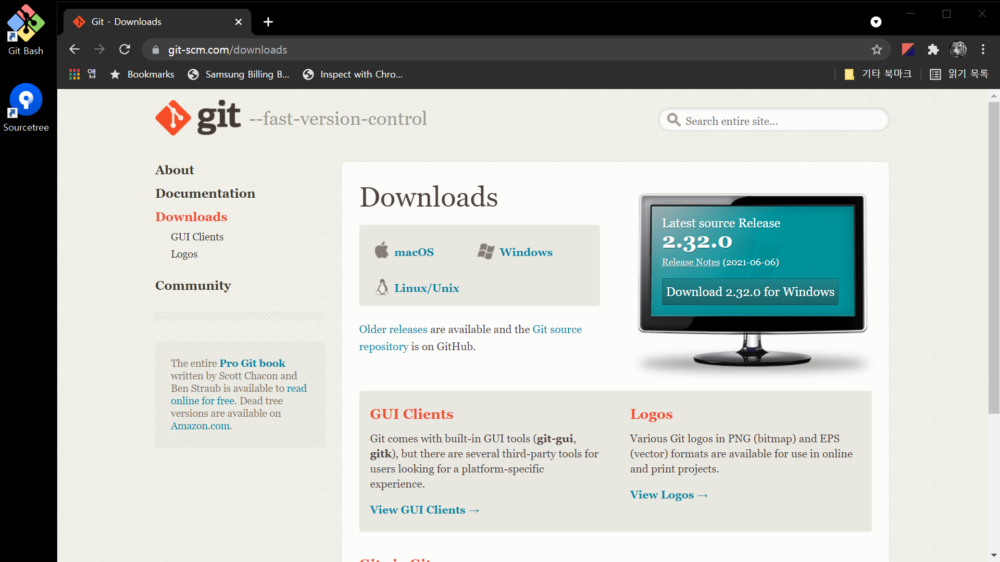 Git Bash
Sourcetree
Git - Downloads
git-scm.com/downloads
앱
Bookmarks
Samsung Billing B...
Inspect with Chro...
기타 북마크
읽기 목록
git --fast-version-control
Search entire site...
About
Documentation
Downloads
GUI Clients
Logos
Community
The entire Pro Git book
written by Scott Chacon and
Ben Straub is available to read
online for free. Dead tree
versions are available on
Amazon.com.
Downloads
macOS
Windows
Linux/Unix
Older releases are available and the Git source
repository is on GitHub.
Latest source Release
2.32.0
Release Notes (2021-06-06)
Download 2.32.0 for Windows
GUI Clients
Git comes with built-in GUI tools (git-gui,
gitk), but there are several third-party tools for
users looking for a platform-specific
experience.
View GUI Clients →
Logos
Various Git logos in PNG (bitmap) and EPS
(vector) formats are available for use in online
and print projects.
View Logos →